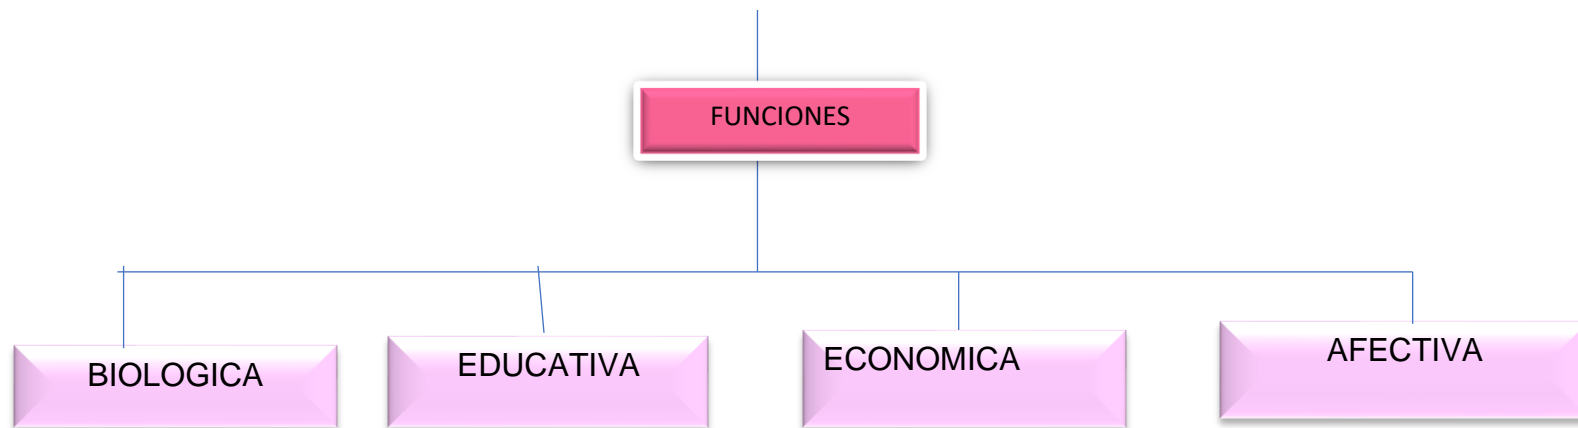 FUNCIONES
BIOLOGICA
EDUCATIVA
ECONOMICA
AFECTIVA